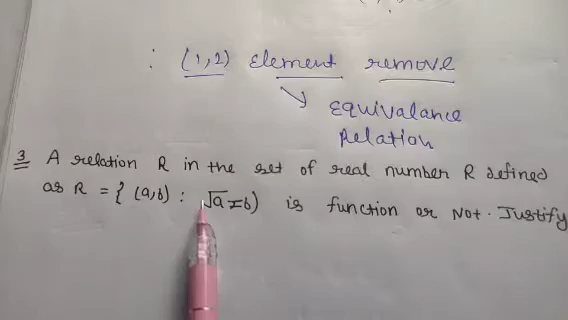 : (1,2) Element remove
Equivalance
Relation
3 A relation R in the set of real number R defined
as R = { (a,b) : √a = b) is function or Not. Justify